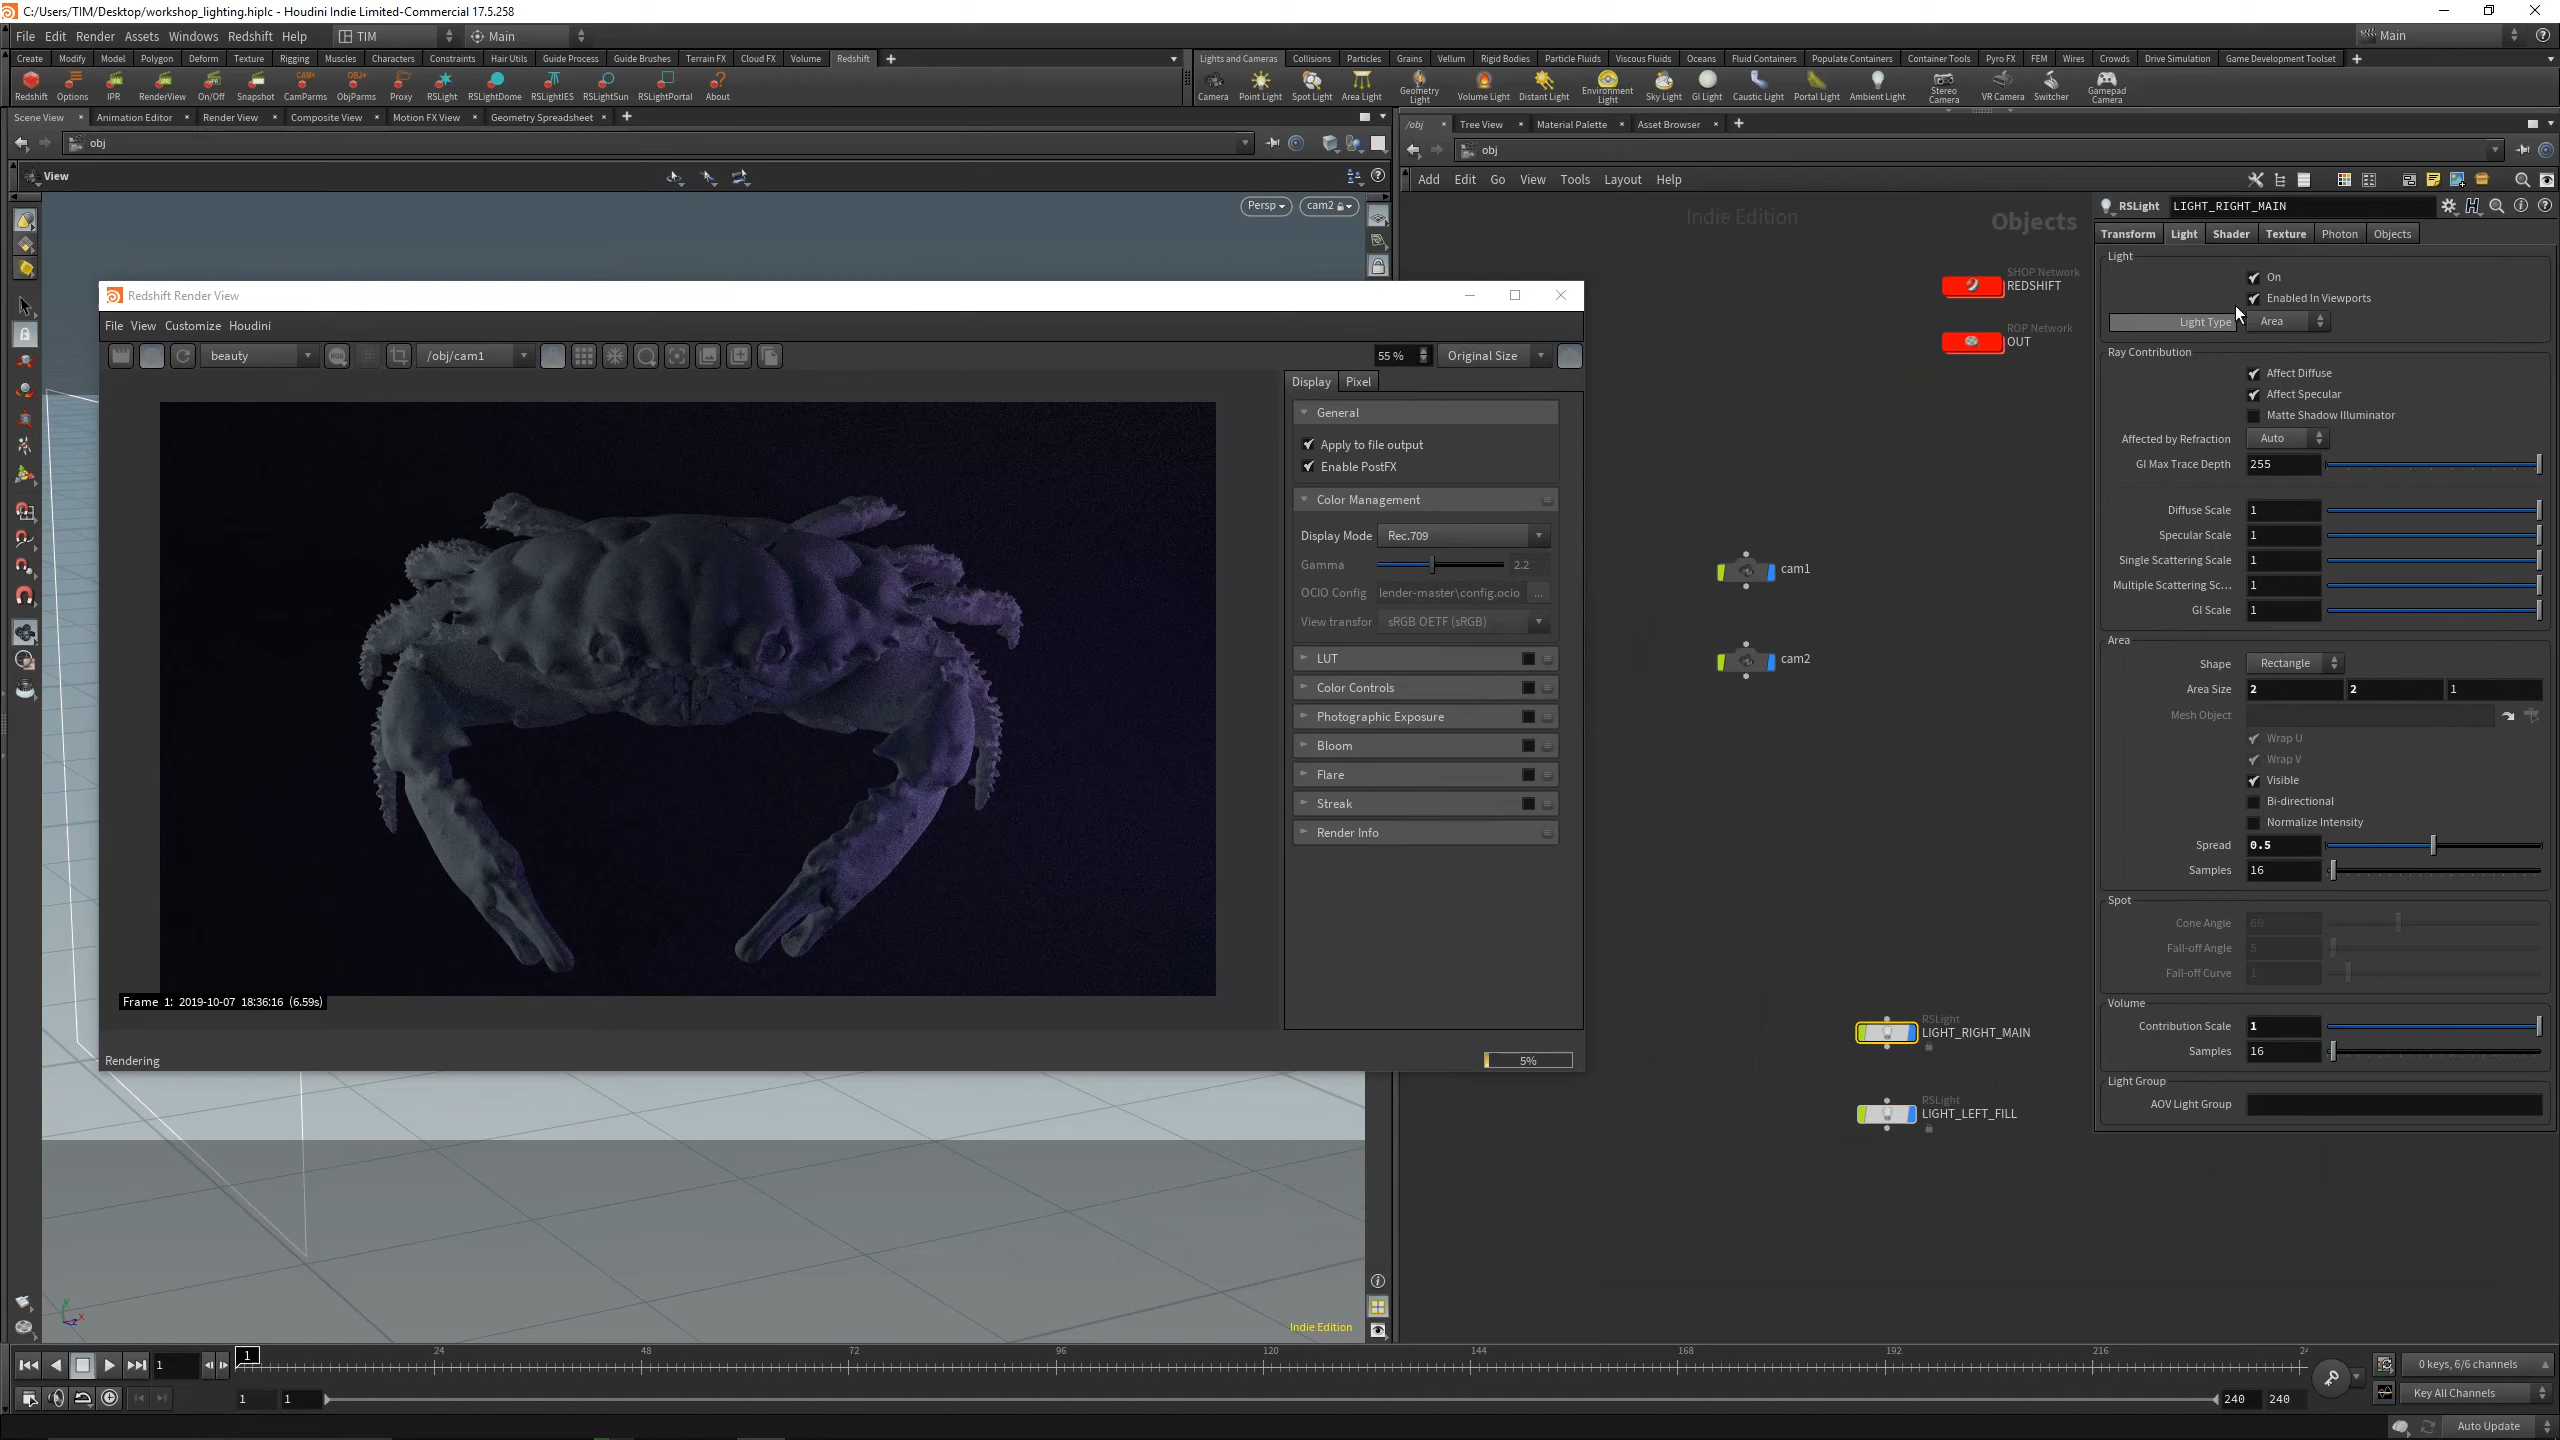 C:/Users/TIM/Desktop/workshop_lighting.hiplc - Houdini Indie Limited-Commercial 17.5.258
File Edit Render Assets Windows Redshift Help TIM Main Main
Create Modify Model Polygon Deform Texture Rigging Muscles Characters Constraints Hair Utils Guide Process Guide Brushes Terrain FX Cloud FX Volume Redshift
Lights and Cameras Collisions Particles Grains Vellum Rigid Bodies Particle Fluids Viscous Fluids Oceans Fluid Containers Populate Containers Container Tools Pyro FX FEM Wires Crowds Drive Simulation Game Development Toolset
Redshift Options IPR RenderView On/Off Snapshot CamParms ObjParms Proxy RSLight RSLightDome RSLightIES RSLightSun RSLightPortal About
Camera Point Light Spot Light Area Light Geometry Light Volume Light Distant Light Environment Light Sky Light GI Light Caustic Light Portal Light Ambient Light Stereo Camera VR Camera Switcher Gamepad Camera
Scene View Animation Editor Render View Composite View Motion FX View Geometry Spreadsheet
/obj Tree View Material Palette Asset Browser
obj
obj
View
Add Edit Go View Tools Layout Help
Persp cam2
Indie Edition
Objects
SHOP Network
REDSHIFT
ROP Network
OUT
cam1
cam2
RSLight
LIGHT_RIGHT_MAIN
RSLight
LIGHT_LEFT_FILL
Redshift Render View
File View Customize Houdini
beauty /obj/cam1 55 % Original Size
Display Pixel
General
Apply to file output
Enable PostFX
Color Management
Display Mode Rec.709
Gamma 2.2
OCIO Config lender-master\config.ocio ...
View transfor sRGB OETF (sRGB)
LUT
Color Controls
Photographic Exposure
Bloom
Flare
Streak
Render Info
Frame 1: 2019-10-07 18:36:16 (6.59s)
Rendering 5%
RSLight LIGHT_RIGHT_MAIN
Transform Light Shader Texture Photon Objects
Light
On
Enabled In Viewports
Light Type Area
Ray Contribution
Affect Diffuse
Affect Specular
Matte Shadow Illuminator
Affected by Refraction Auto
GI Max Trace Depth 255
Diffuse Scale 1
Specular Scale 1
Single Scattering Scale 1
Multiple Scattering Sc... 1
GI Scale 1
Area
Shape Rectangle
Area Size 2 2 1
Mesh Object
Wrap U
Wrap V
Visible
Bi-directional
Normalize Intensity
Spread 0.5
Samples 16
Spot
Cone Angle 60
Fall-off Angle 5
Fall-off Curve 1
Volume
Contribution Scale 1
Samples 16
Light Group
AOV Light Group
Indie Edition
1 1 24 48 72 96 120 144 168 192 216 24
0 keys, 6/6 channels
1 1 240 240
Key All Channels
Auto Update